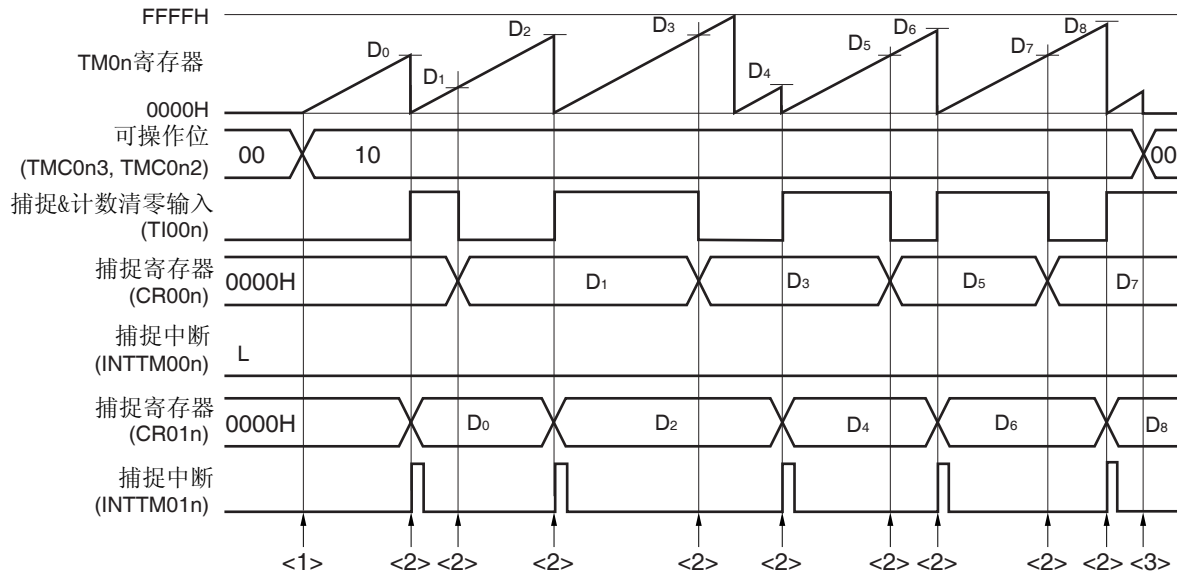 FFFFH
TM0n寄存器
0000H
D0 D1 D2 D3 D4 D5 D6 D7 D8
可操作位
(TMC0n3, TMC0n2)
00 10 00
捕捉&计数清零输入
(TI00n)
捕捉寄存器
(CR00n)
0000H D1 D3 D5 D7
捕捉中断
(INTTM00n)
L
捕捉寄存器
(CR01n)
0000H D0 D2 D4 D6 D8
捕捉中断
(INTTM01n)
<1> <2> <2> <2> <2> <2> <2> <2> <2> <2> <3>